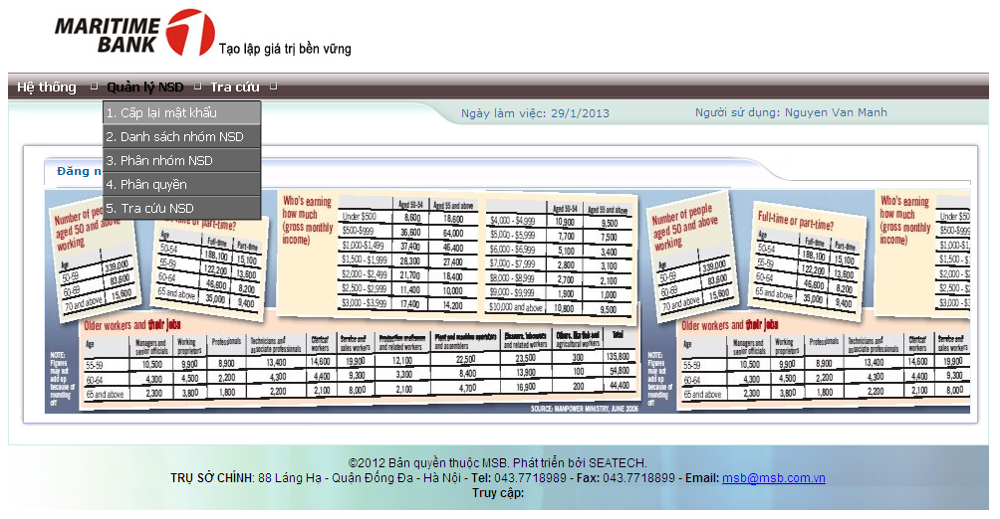 MARITIME
BANK
Tạo lập giá trị bền vững
Hệ thống Quản lý NSD Tra cứu
1. Cấp lại mật khẩu
2. Danh sách nhóm NSD
3. Phân nhóm NSD
4. Phân quyền
5. Tra cứu NSD
Ngày làm việc: 29/1/2013 Người sử dụng: Nguyen Van Manh
Đăng
Number of
aged 50 and above
working
Age
50-59 339,000
60-69 83,600
70 and above 15,600
time or part-time?
Age Full-time Part-time
50-54 188,100 15,100
55-59 122,200 13,600
60-64 46,600 8,200
65 and above 35,000 9,400
Who's earning
how much
(gross monthly
income)
Aged 50-54 Aged 55 and above
Under $500 8,600 18,600
$500-$999 36,600 64,000
$1,000-$1,499 37,400 46,400
$1,500 - $1,999 28,300 27,400
$2,000 - $2,499 21,700 18,400
$2,500 - $2,999 11,400 10,000
$3,000 - $3,999 17,400 14,200
Aged 50-54 Aged 55 and above
$4,000 - $4,999 10,900 9,500
$5,000 - $5,999 7,700 7,500
$6,000 - $6,999 5,100 3,400
$7,000 - $7,999 2,800 3,100
$8,000 - $8,999 2,700 2,100
$9,000 - $9,999 1,900 1,000
$10,000 and above 10,800 9,500
Older workers and their jobs
Age Managers and senior officials Working proprietors Professionals Technicians and associate professionals Clerical workers Service and sales workers Production craftsmen and related workers Plant and machine operators and assemblers Cleaners, labourers and related workers Others, like fish and agricultural workers Total
55-59 10,500 9,900 8,900 13,400 14,600 19,900 12,100 22,500 23,500 300 135,800
60-64 4,300 4,500 2,200 4,300 4,400 9,300 3,300 8,400 13,900 100 54,800
65 and above 2,300 3,800 1,800 2,200 2,100 8,000 2,100 4,700 16,900 200 44,400
NOTE:
Figures
may not
add up
because of
rounding
off
SOURCE: MANPOWER MINISTRY, JUNE 2006
Number of people
aged 50 and above
working
Age
50-59 339,000
60-69 83,600
70 and above 15,600
Full-time or part-time?
Age Full-time Part-time
50-54 188,100 15,100
55-59 122,200 13,600
60-64 46,600 8,200
65 and above 35,000 9,400
Who's earning
how much
(gross monthly
income)
Under $500
$500-$999
$1,000-$1
$1,500 - $1
$2,000 - $2
$2,500 - $2
$3,000 - $3
Older workers and their jobs
Age Managers and senior officials Working proprietors Professionals Technicians and associate professionals Clerical workers Service and sales workers
55-59 10,500 9,900 8,900 13,400 14,600 19,900
60-64 4,300 4,500 2,200 4,300 4,400 9,300
65 and above 2,300 3,800 1,800 2,200 2,100 8,000
NOTE:
Figures
may not
add up
because of
rounding
off
©2012 Bản quyền thuộc MSB. Phát triển bởi SEATECH.
TRỤ SỞ CHÍNH: 88 Láng Hạ - Quận Đống Đa - Hà Nội - Tel: 043.7718989 - Fax: 043.7718899 - Email: msb@msb.com.vn
Truy cập: